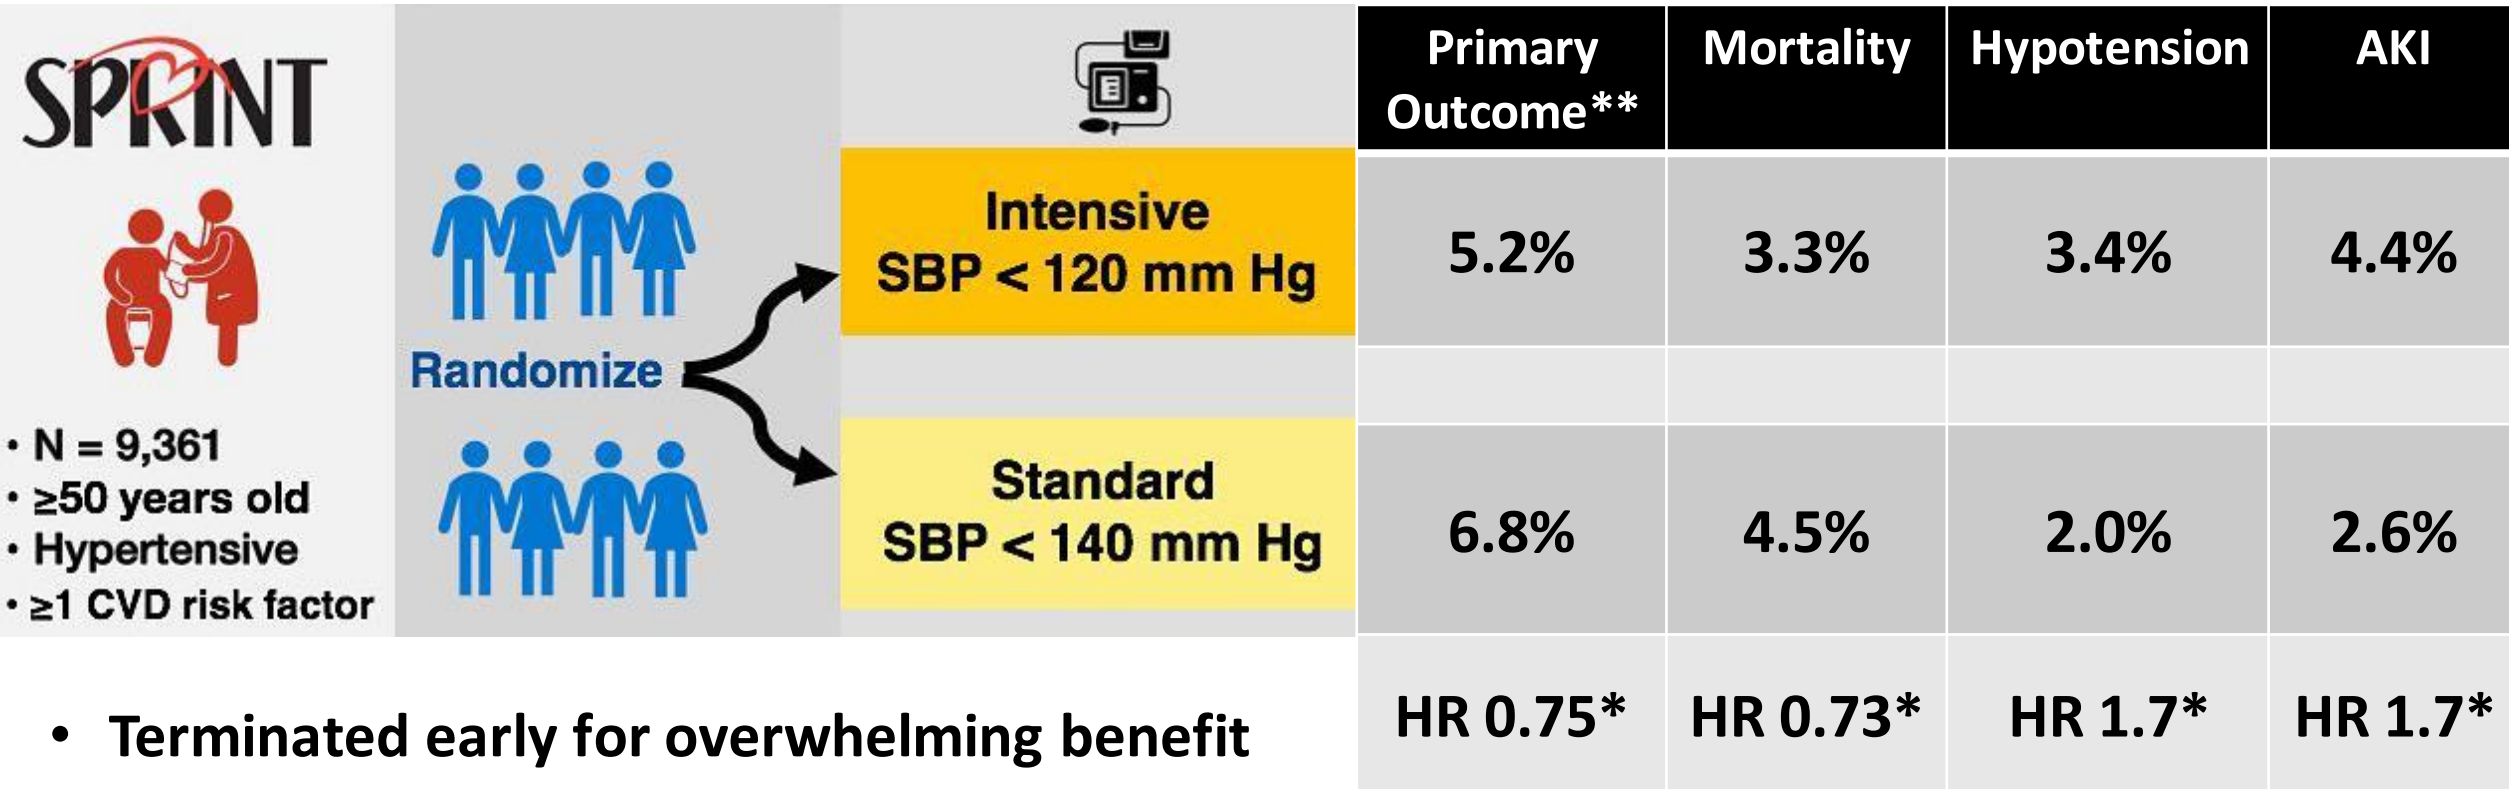 SPRINT
• N = 9,361
• ≥50 years old
• Hypertensive
• ≥1 CVD risk factor
Randomize
Intensive
SBP < 120 mm Hg
Standard
SBP < 140 mm Hg
Primary
Outcome**
Mortality
Hypotension
AKI
5.2%
3.3%
3.4%
4.4%
6.8%
4.5%
2.0%
2.6%
HR 0.75*
HR 0.73*
HR 1.7*
HR 1.7*
• Terminated early for overwhelming benefit